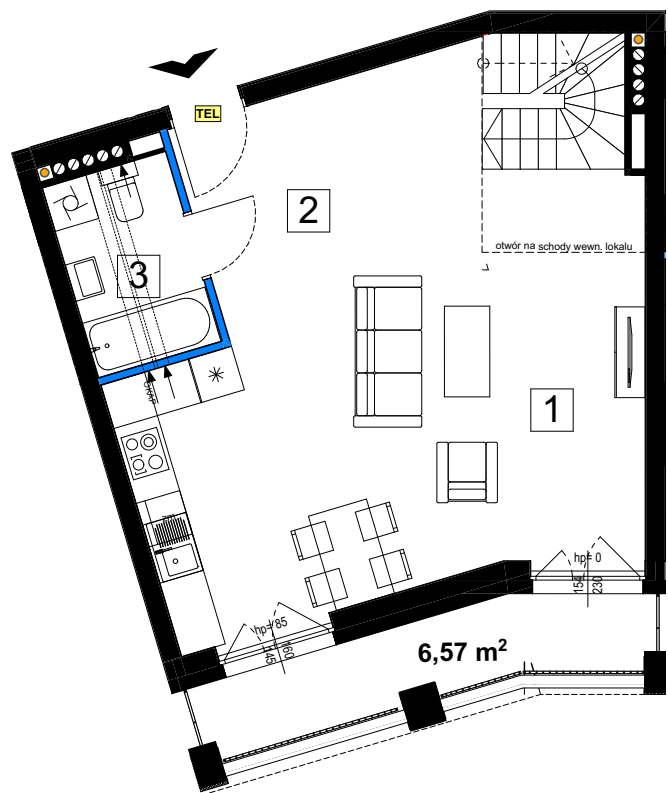 TEL
2
otwór na schody wewn. lokalu
3
OKAP
1
hp= 0
154
230
hp= 85
145
160
6,57 m²